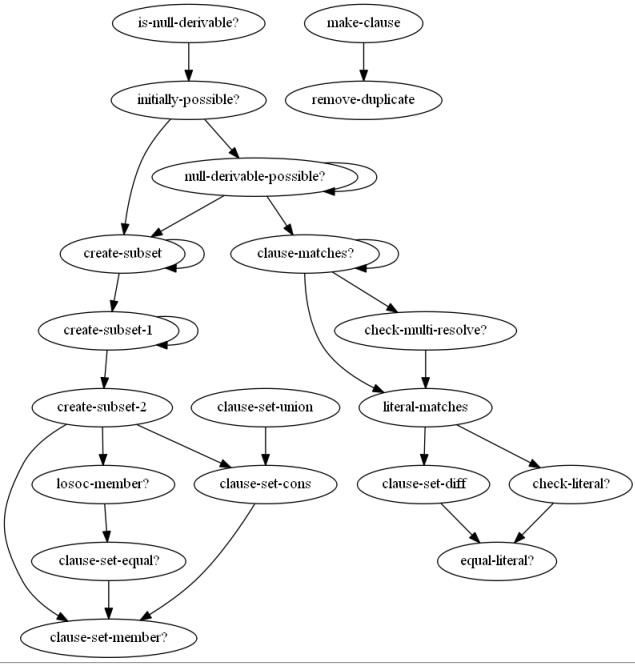 is-null-derivable?
make-clause
initially-possible?
remove-duplicate
null-derivable-possible?
create-subset
clause-matches?
create-subset-1
check-multi-resolve?
create-subset-2
clause-set-union
literal-matches
losoc-member?
clause-set-cons
clause-set-diff
check-literal?
clause-set-equal?
equal-literal?
clause-set-member?